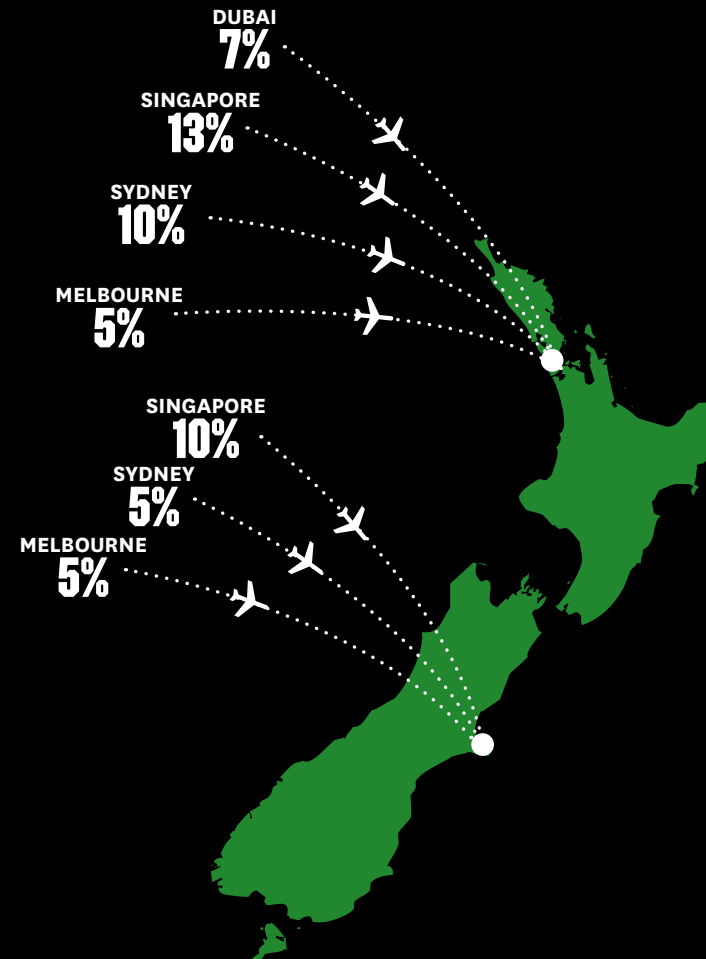 DUBAI
7%
SINGAPORE
13%
SYDNEY
10%
MELBOURNE
5%
SINGAPORE
10%
SYDNEY
5%
MELBOURNE
5%